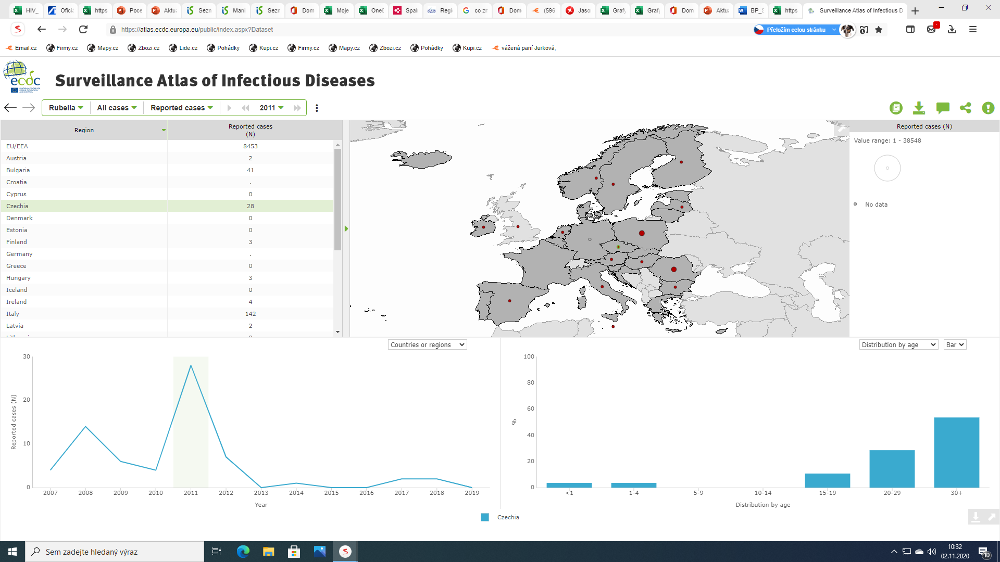 HIV_
Oficiá
https
Poce
Aktua
Sezn
Mani
Sezn
Dom
Moje
OneD
Spalı
Regi
co zr
Dom
(596
Jaso
Grafy
Graf
Dom
Aktua
BP_S
https
Surveillance Atlas of Infectious D
https://atlas.ecdc.europa.eu/public/index.aspx?Dataset
Přeložím celou stránku
Email.cz Firmy.cz Mapy.cz Zbozi.cz Lide.cz Pohádky Kupi.cz Firmy.cz Mapy.cz Zbozi.cz Pohádky Kupi.cz vážená paní Jurková,
ecdc
Surveillance Atlas of Infectious Diseases
Rubella All cases Reported cases 2011
Region Reported cases (N)
EU/EEA 8453
Austria 2
Bulgaria 41
Croatia .
Cyprus 0
Czechia 28
Denmark 0
Estonia 0
Finland 3
Germany .
Greece 0
Hungary 3
Iceland 0
Ireland 4
Italy 142
Latvia 2
Reported cases (N)
Value range: 1 - 38548
No data
Countries or regions
30
20
10
0
Reported cases (N)
2007 2008 2009 2010 2011 2012 2013 2014 2015 2016 2017 2018 2019
Year
Distribution by age Bar
100
80
60
40
20
0
%
<1 1-4 5-9 10-14 15-19 20-29 30+
Distribution by age
Czechia
Sem zadejte hledaný výraz
10:32
02.11.2020
10